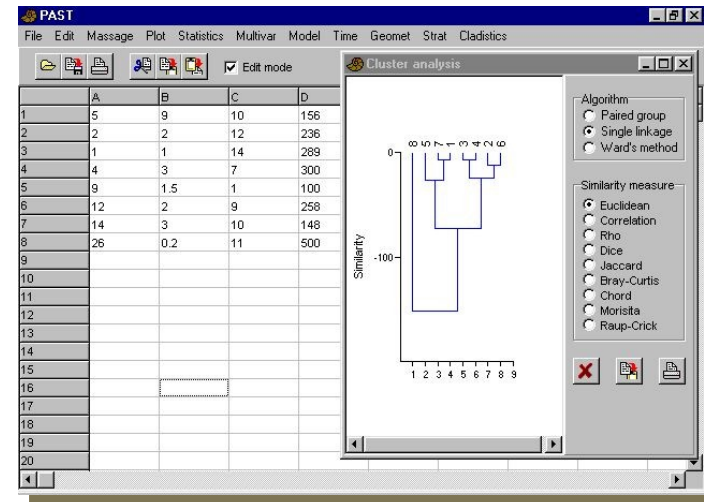 PAST
File Edit Massage Plot Statistics Multivar Model Time Geomet Strat Cladistics
Edit mode
A B C D
1 5 9 10 156
2 2 2 12 236
3 1 1 14 289
4 4 3 7 300
5 9 1.5 1 100
6 12 2 9 258
7 14 3 10 148
8 26 0.2 11 500
9
10
11
12
13
14
15
16
17
18
19
20
Cluster analysis
8 5 7 1 3 4 2 6
0
-100
Similarity
1 2 3 4 5 6 7 8 9
Algorithm
Paired group
Single linkage
Ward's method
Similarity measure
Euclidean
Correlation
Rho
Dice
Jaccard
Bray-Curtis
Chord
Morisita
Raup-Crick